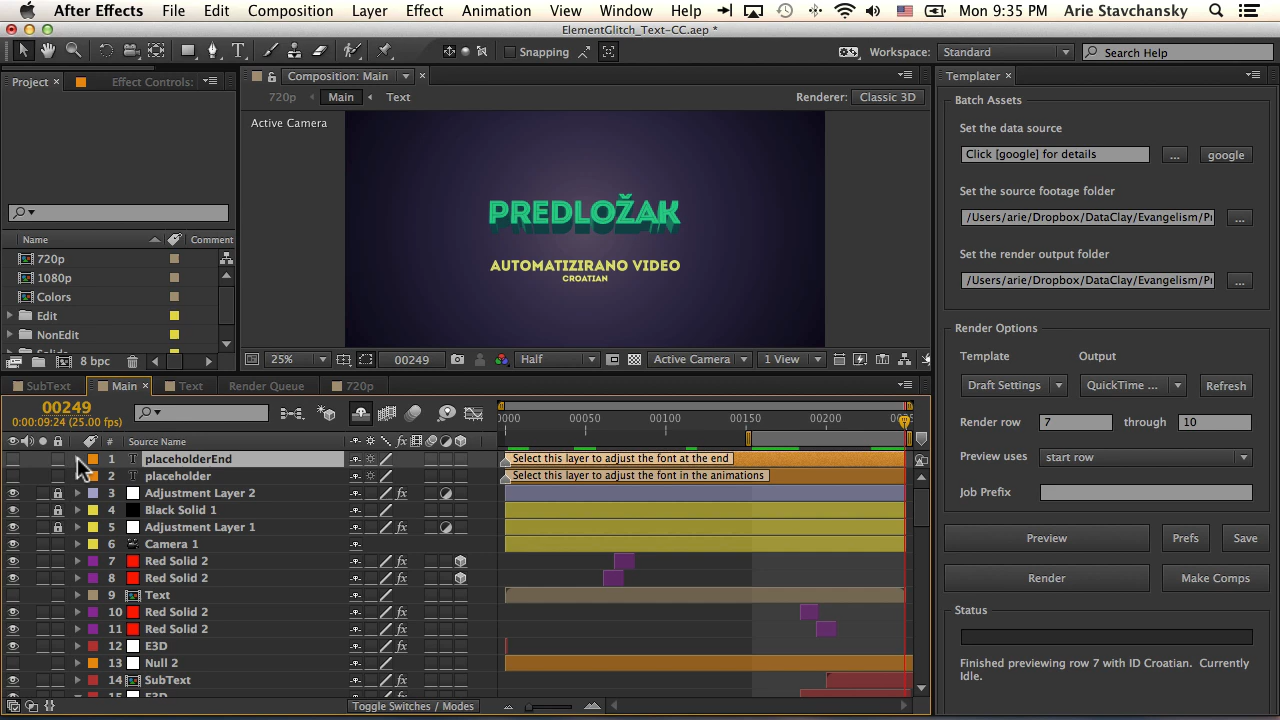 After Effects File Edit Composition Layer Effect Animation View Window Help Mon 9:35 PM Arie Stavchansky
ElementGlitch_Text-CC.aep *
Snapping Workspace: Standard Search Help
Project Effect Controls: Composition: Main Templater
720p Main Text Renderer: Classic 3D
Active Camera
PREDLOŽAK
AUTOMATIZIRANO VIDEO
CROATIAN
Name Comment
720p
1080p
Colors
Edit
NonEdit
8 bpc
25% 00249 Half Active Camera 1 View
Batch Assets
Set the data source
Click [google] for details ... google
Set the source footage folder
/Users/arie/Dropbox/DataClay/Evangelism/P ...
Set the render output folder
/Users/arie/Dropbox/DataClay/Evangelism/P ...
Render Options
Template Output
Draft Settings QuickTime ... Refresh
Render row 7 through 10
Preview uses start row
Job Prefix
Preview Prefs Save
Render Make Comps
Status
Finished previewing row 7 with ID Croatian. Currently
Idle.
SubText Main Text Render Queue 720p
00249
0:00:09:24 (25.00 fps)
0000 00050 00100 00150 00200
# Source Name
1 T placeholderEnd Select this layer to adjust the font at the end
2 T placeholder Select this layer to adjust the font in the animations
3 Adjustment Layer 2
4 Black Solid 1
5 Adjustment Layer 1
6 Camera 1
7 Red Solid 2
8 Red Solid 2
9 Text
10 Red Solid 2
11 Red Solid 2
12 E3D
13 Null 2
14 SubText
15 E3D
Toggle Switches / Modes